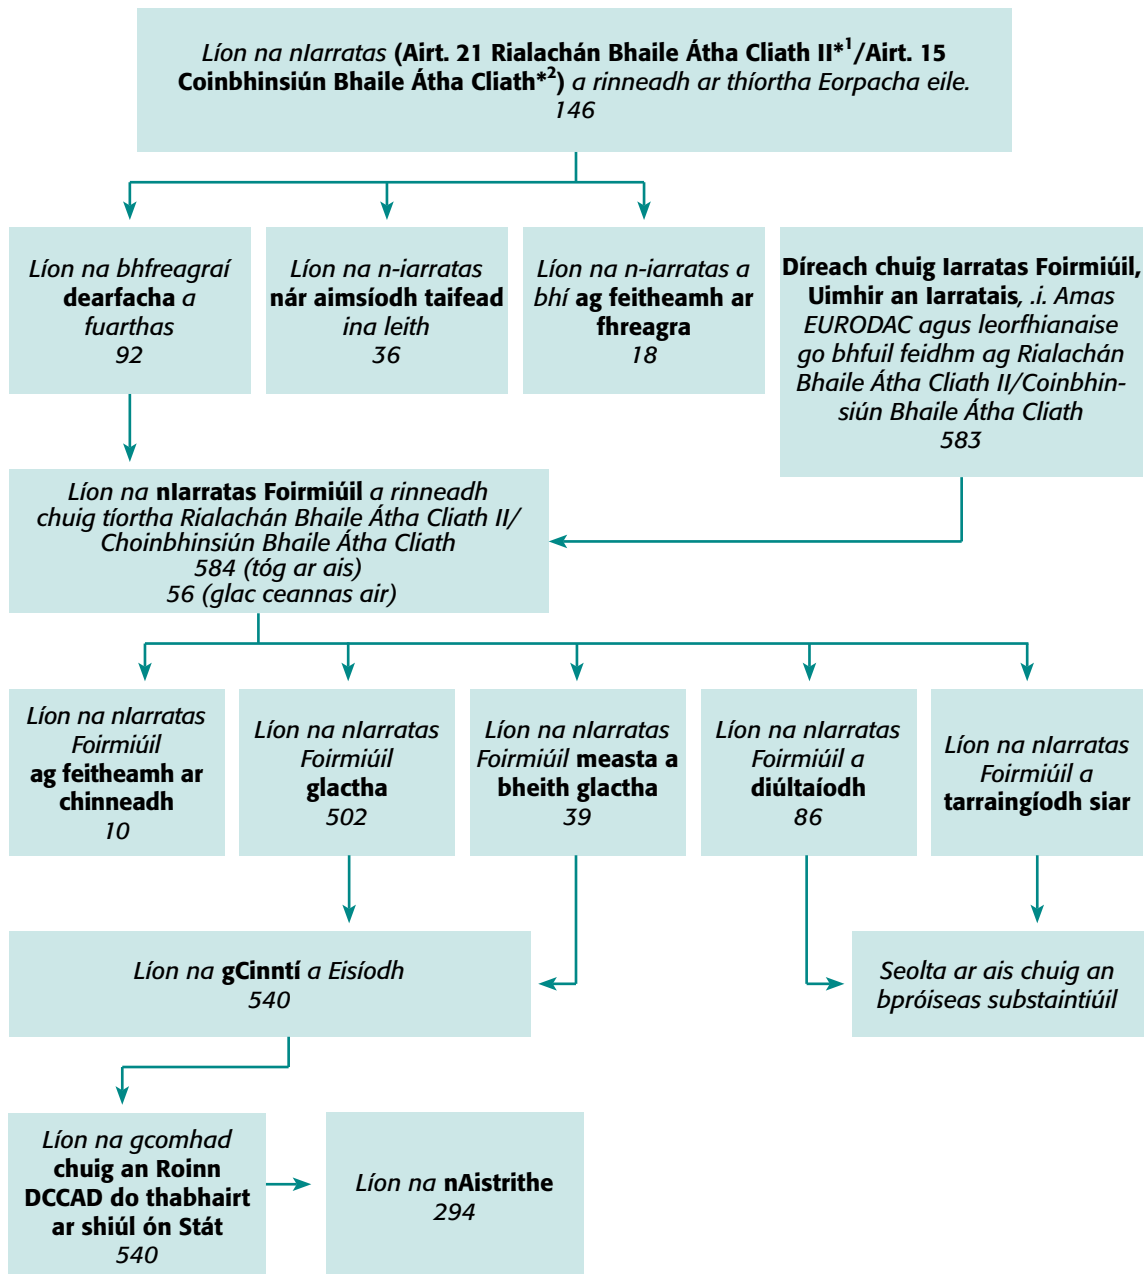 Líon na nIarratas (Airt. 21 Rialachán Bhaile Átha Cliath II*1/Airt. 15
Coinbhinsiún Bhaile Átha Cliath*2) a rinneadh ar thíortha Eorpacha eile.
146
Líon na bhfreagraí
dearfacha a
fuarthas
92
Líon na n-iarratas
nár aimsíodh taifead
ina leith
36
Líon na n-iarratas a
bhí ag feitheamh ar
fhreagra
18
Díreach chuig Iarratas Foirmiúil,
Uimhir an Iarratais, .i. Amas
EURODAC agus leorfhianaise
go bhfuil feidhm ag Rialachán
Bhaile Átha Cliath II/Coinbhin-
siún Bhaile Átha Cliath
583
Líon na nIarratas Foirmiúil a rinneadh
chuig tíortha Rialachán Bhaile Átha Cliath II/
Choinbhinsiún Bhaile Átha Cliath
584 (tóg ar ais)
56 (glac ceannas air)
Líon na nIarratas
Foirmiúil
ag feitheamh ar
chinneadh
10
Líon na nIarratas
Foirmiúil
glactha
502
Líon na nIarratas
Foirmiúil measta a
bheith glactha
39
Líon na nIarratas
Foirmiúil a
diúltaíodh
86
Líon na nIarratas
Foirmiúil a
tarraingíodh siar
Líon na gCinntí a Eisíodh
540
Seolta ar ais chuig an
bpróiseas substaintiúil
Líon na gcomhad
chuig an Roinn
DCCAD do thabhairt
ar shiúl ón Stát
540
Líon na nAistrithe
294